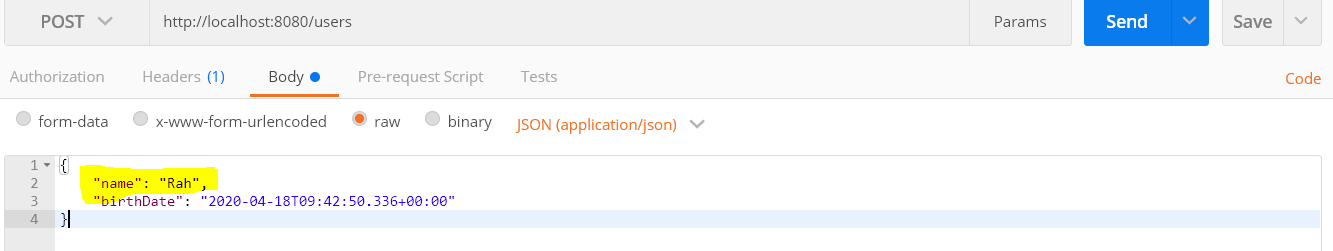 POST http://localhost:8080/users Params Send Save
Authorization Headers (1) Body Pre-request Script Tests Code
form-data x-www-form-urlencoded raw binary JSON (application/json)
1 {
2 "name": "Rah",
3 "birthDate": "2020-04-18T09:42:50.336+00:00"
4 }